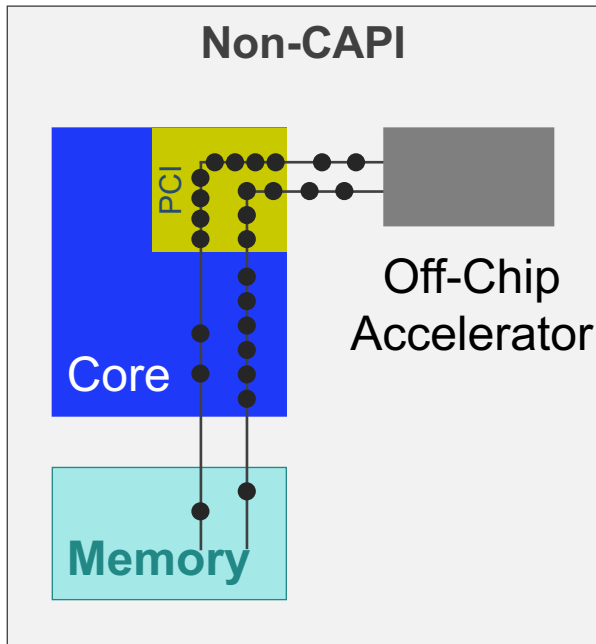 Non-CAPI
PCI
Off-Chip
Accelerator
Core
Memory